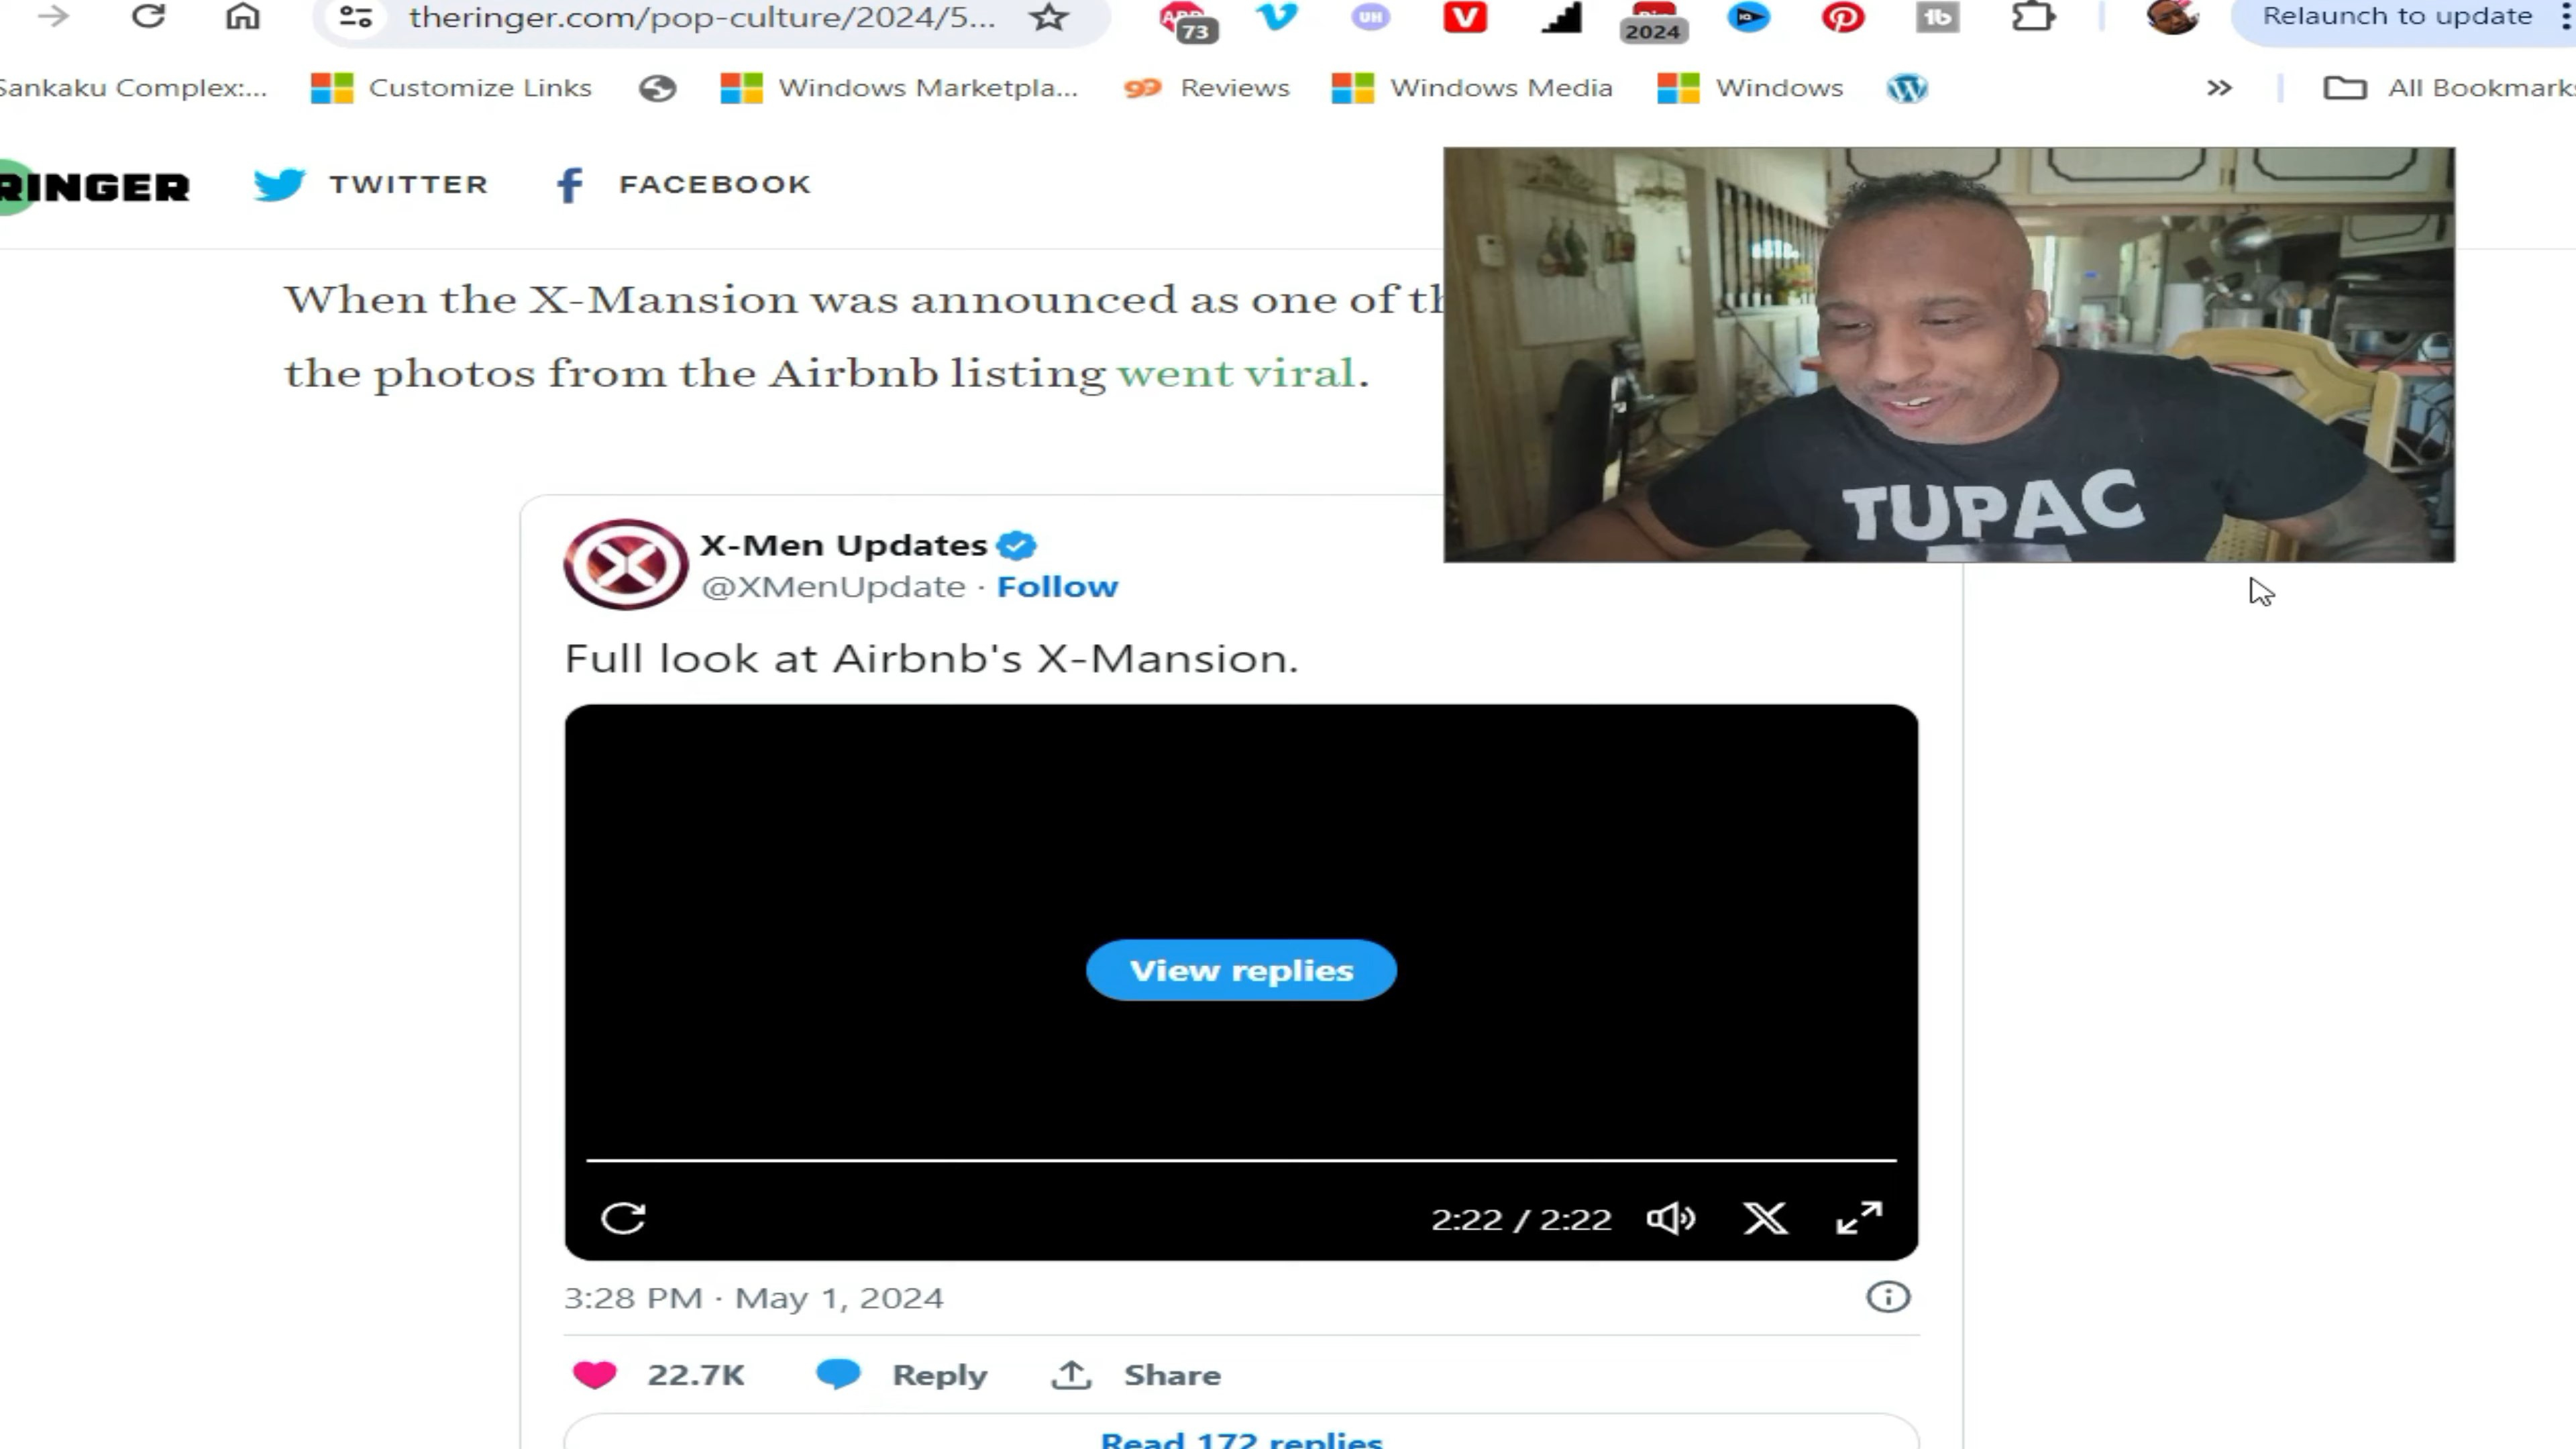 theringer.com/pop-culture/2024/5...
73
UH
V
2024
1b
Relaunch to update
Sankaku Complex:...
Customize Links
Windows Marketpla...
Reviews
Windows Media
Windows
All Bookmark
RINGER
TWITTER
FACEBOOK
When the X-Mansion was announced as one of th
the photos from the Airbnb listing went viral.
TUPAC
X-Men Updates
@XMenUpdate · Follow
Full look at Airbnb's X-Mansion.
View replies
2:22 / 2:22
3:28 PM · May 1, 2024
22.7K
Reply
Share
Read 172 replies